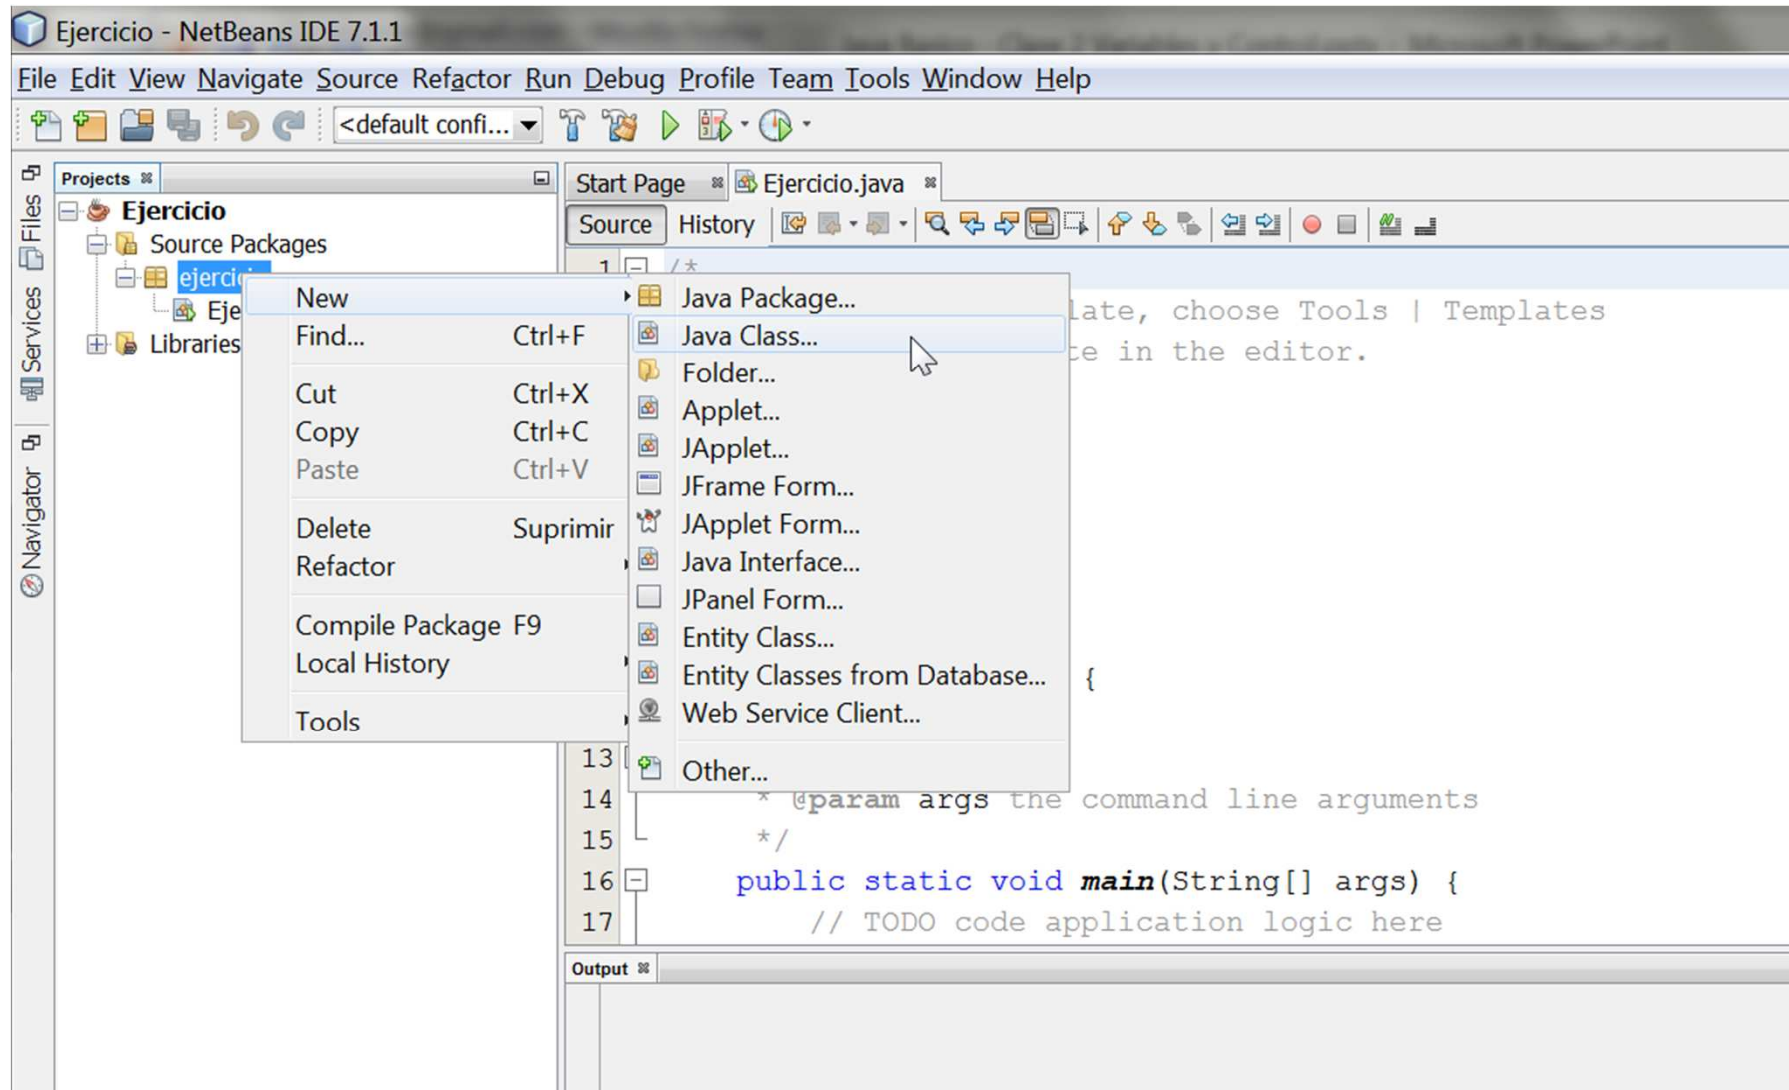 Ejercicio - NetBeans IDE 7.1.1
File Edit View Navigate Source Refactor Run Debug Profile Team Tools Window Help
<default confi...
Projects
Start Page
Ejercicio.java
Files
Services
Navigator
Ejercicio
Source Packages
ejercici
Eje
Libraries
Source History
1 /*
late, choose Tools | Templates
te in the editor.
New
Find... Ctrl+F
Cut Ctrl+X
Copy Ctrl+C
Paste Ctrl+V
Delete Suprimir
Refactor
Compile Package F9
Local History
Tools
Java Package...
Java Class...
Folder...
Applet...
JApplet...
JFrame Form...
JApplet Form...
Java Interface...
JPanel Form...
Entity Class...
Entity Classes from Database...
Web Service Client...
Other...
{
13
14 * @param args the command line arguments
15 */
16 public static void main(String[] args) {
17 // TODO code application logic here
Output